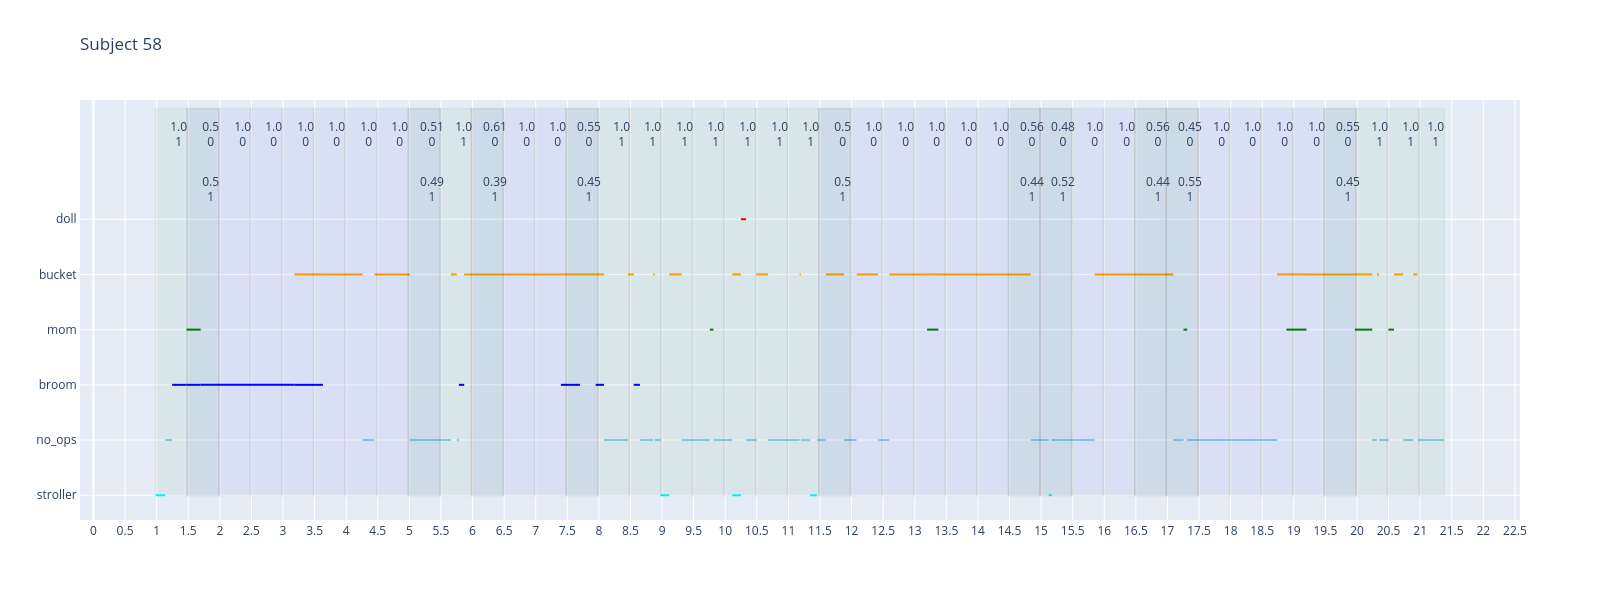 Subject 58
1.0 0.5 1.0 1.0 1.0 1.0 1.0 1.0 0.51 1.0 0.61 1.0 1.0 0.55 1.0 1.0 1.0 1.0 1.0 1.0 1.0 0.5 1.0 1.0 1.0 1.0 1.0 0.56 0.48 1.0 1.0 0.56 0.45 1.0 1.0 1.0 1.0 0.55 1.0 1.0 1.0
1 0 0 0 0 0 0 0 0 1 0 0 0 0 1 1 1 1 1 1 1 0 0 0 0 0 0 0 0 0 0 0 0 0 0 0 0 0 1 1 1
0.5 0.49 0.39 0.45 0.5 0.44 0.52 0.44 0.55 0.45
1 1 1 1 1 1 1 1 1 1
doll
bucket
mom
broom
no_ops
stroller
0 0.5 1 1.5 2 2.5 3 3.5 4 4.5 5 5.5 6 6.5 7 7.5 8 8.5 9 9.5 10 10.5 11 11.5 12 12.5 13 13.5 14 14.5 15 15.5 16 16.5 17 17.5 18 18.5 19 19.5 20 20.5 21 21.5 22 22.5